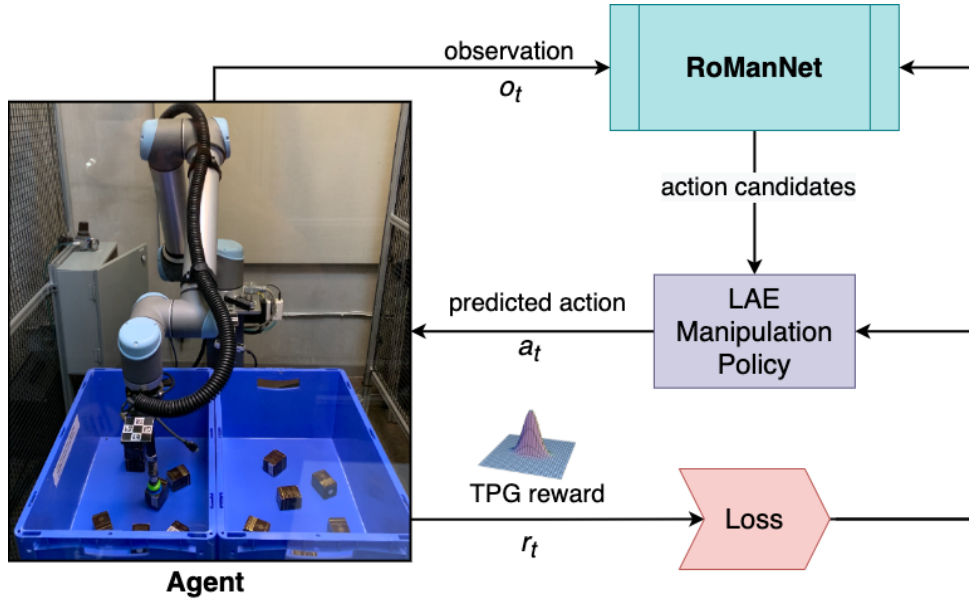 observation
o_t
RoManNet
action candidates
predicted action
a_t
LAE
Manipulation
Policy
TPG reward
r_t
Loss
Agent